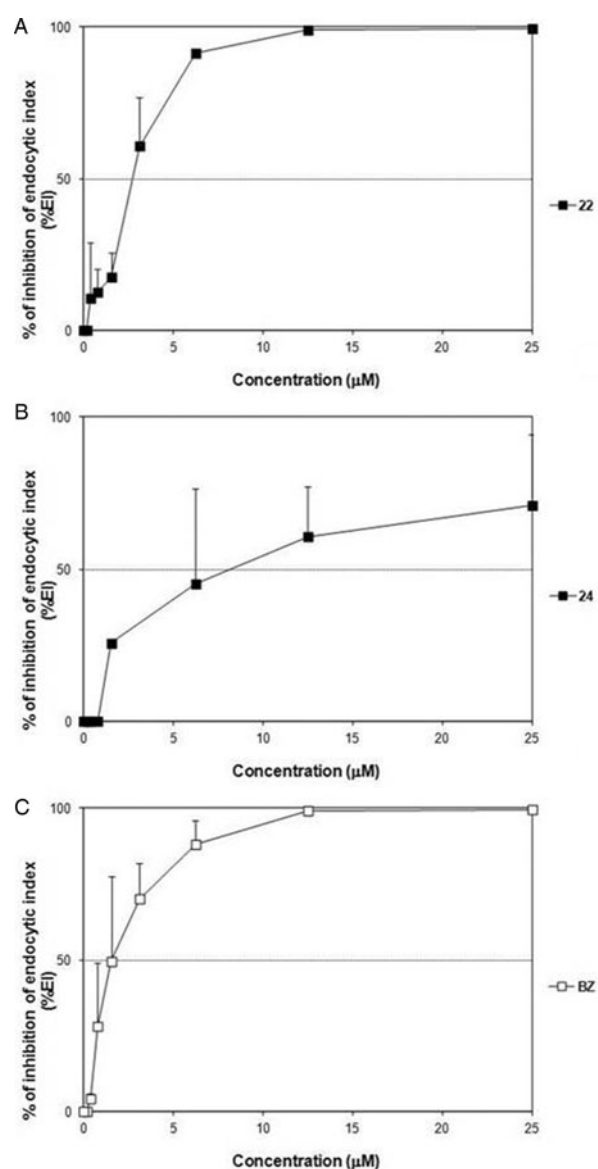 A
% of inhibition of endocytic index
(%EI)
100
50
0
0 5 10 15 20 25
Concentration (µM)
22
B
% of inhibition of endocytic index
(%EI)
100
50
0
0 5 10 15 20 25
Concentration (µM)
24
C
% of inhibition of endocytic index
(%EI)
100
50
0
0 5 10 15 20 25
Concentration (µM)
BZ